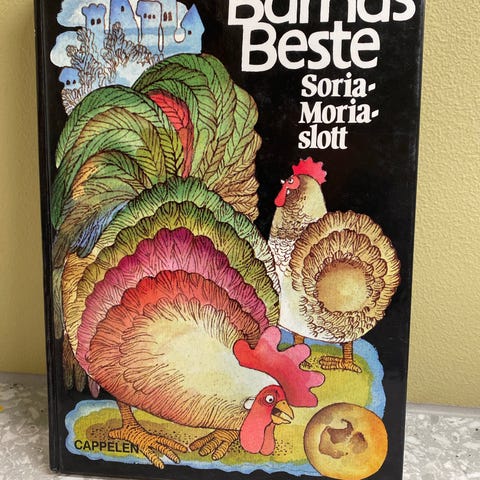 Barnas
Beste
Soria-
Moria-
slott
CAPPELEN